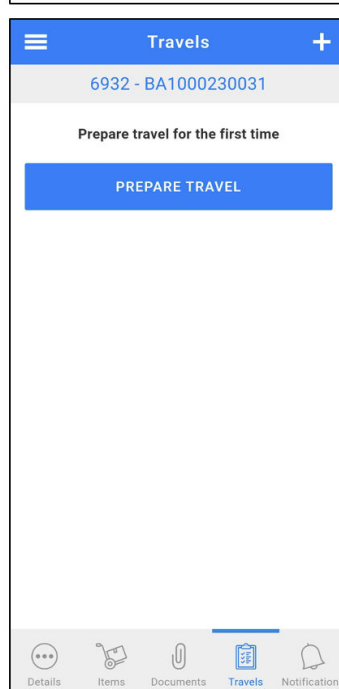 Travels
6932 - BA1000230031
Prepare travel for the first time
PREPARE TRAVEL
Details Items Documents Travels Notification